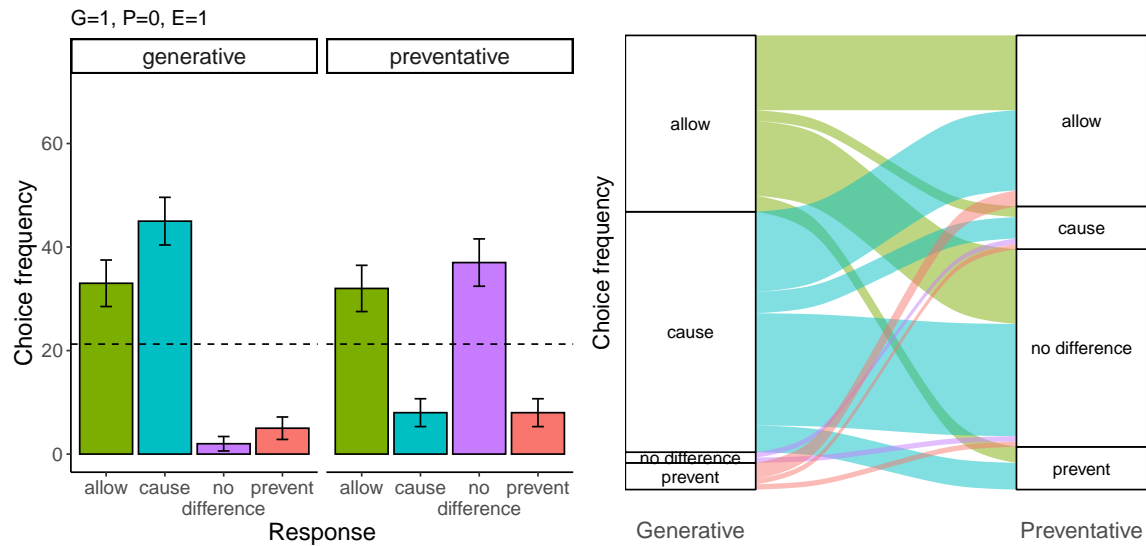 G=1, P=0, E=1
generative
preventative
Choice frequency
60
40
20
0
allow
cause
no
difference
prevent
allow
cause
no
difference
prevent
Response
Choice frequency
allow
cause
no difference
prevent
allow
cause
no difference
prevent
Generative
Preventative